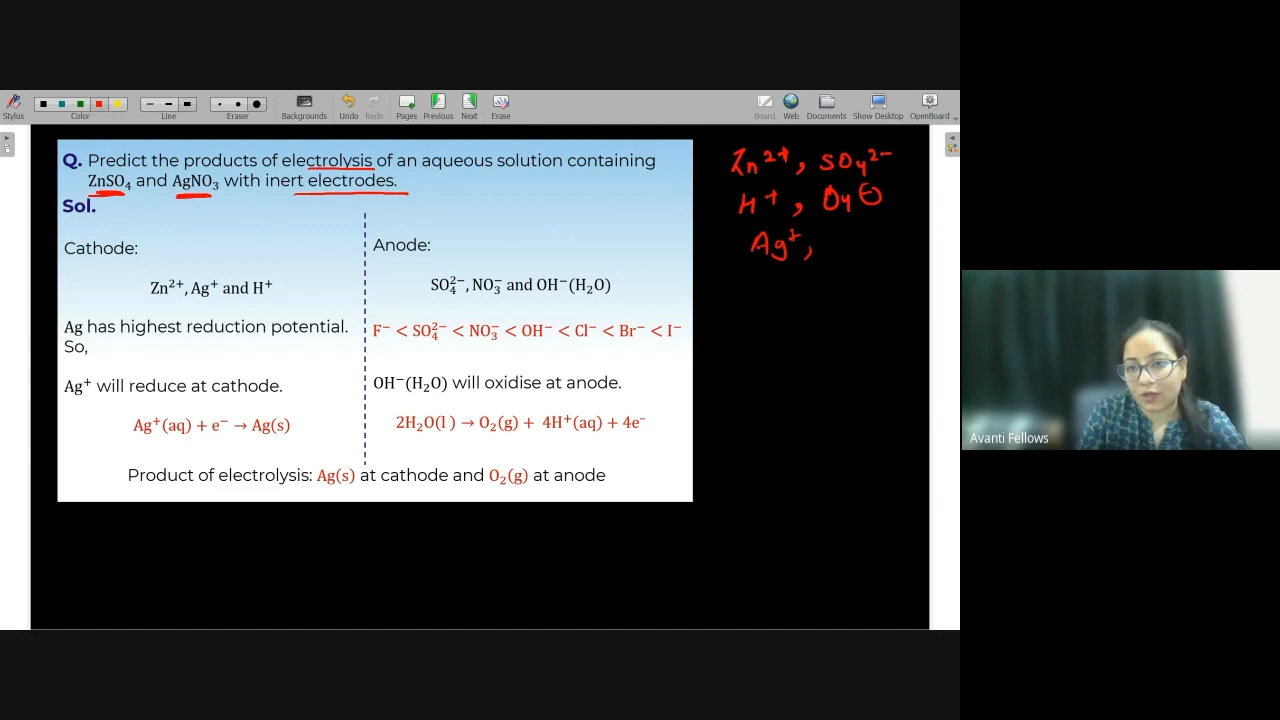 Stylus
Color
Line
Eraser
Backgrounds
Undo
Redo
Pages
Previous
Next
Erase
Board
Web
Documents
Show Desktop
OpenBoard
Q. Predict the products of electrolysis of an aqueous solution containing
ZnSO₄ and AgNO₃ with inert electrodes.
Sol.
Cathode:
Zn²⁺, Ag⁺ and H⁺
Ag has highest reduction potential.
So,
Ag⁺ will reduce at cathode.
Ag⁺(aq) + e⁻ → Ag(s)
Anode:
SO₄²⁻, NO₃⁻ and OH⁻(H₂O)
F⁻ < SO₄²⁻ < NO₃⁻ < OH⁻ < Cl⁻ < Br⁻ < I⁻
OH⁻(H₂O) will oxidise at anode.
2H₂O(l) → O₂(g) + 4H⁺(aq) + 4e⁻
Product of electrolysis: Ag(s) at cathode and O₂(g) at anode
Zn²⁺, SO₄²⁻
H⁺, OH⊖
Ag⁺,
Avanti Fellows